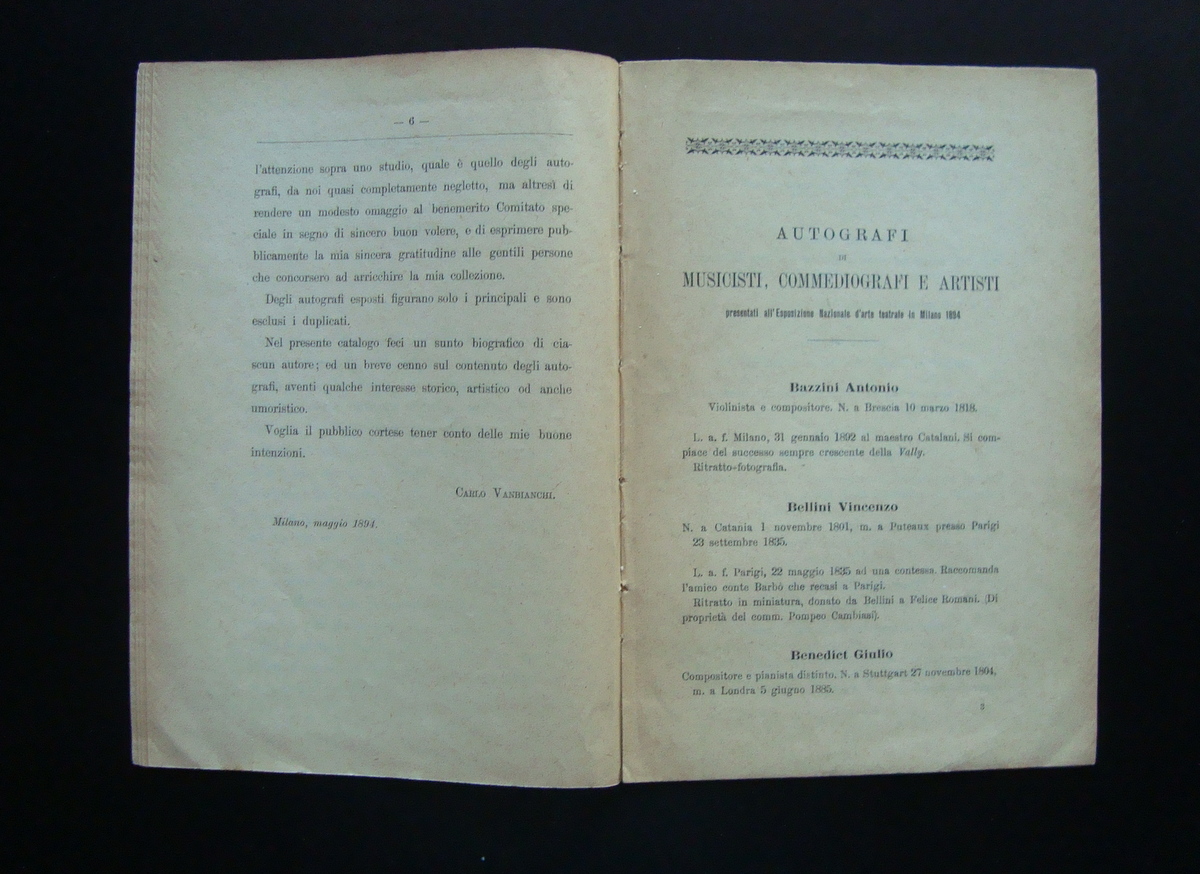 — 6 —
l'attenzione sopra uno studio, quale è quello degli auto-
grafi, da noi quasi completamente negletto, ma altresì di
rendere un modesto omaggio al benemerito Comitato spe-
ciale in segno di sincero buon volere, e di esprimere pub-
blicamente la mia sincera gratitudine alle gentili persone
che concorsero ad arricchire la mia collezione.
Degli autografi esposti figurano solo i principali e sono
esclusi i duplicati.
Nel presente catalogo feci un sunto biografico di cia-
scun autore; ed un breve cenno sul contenuto degli auto-
grafi, aventi qualche interesse storico, artistico od anche
umoristico.
Voglia il pubblico cortese tener conto delle mie buone
intenzioni.
CARLO VANBIANCHI.
Milano, maggio 1894.
AUTOGRAFI
DI
MUSICISTI, COMMEDIOGRAFI E ARTISTI
presentati all'Esposizione Nazionale d'arte teatrale in Milano 1894
Bazzini Antonio
Violinista e compositore. N. a Brescia 10 marzo 1818.
L. a. f. Milano, 31 gennaio 1892 al maestro Catalani. Si com-
piace del successo sempre crescente della Vally.
Ritratto-fotografia.
Bellini Vincenzo
N. a Catania 1 novembre 1801, m. a Puteaux presso Parigi
23 settembre 1835.
L. a. f. Parigi, 22 maggio 1835 ad una contessa. Raccomanda
l'amico conte Barbò che recasi a Parigi.
Ritratto in miniatura, donato da Bellini a Felice Romani. (Di
proprietà del comm. Pompeo Cambiasi).
Benedict Giulio
Compositore e pianista distinto. N. a Stuttgart 27 novembre 1804,
m. a Londra 5 giugno 1885.